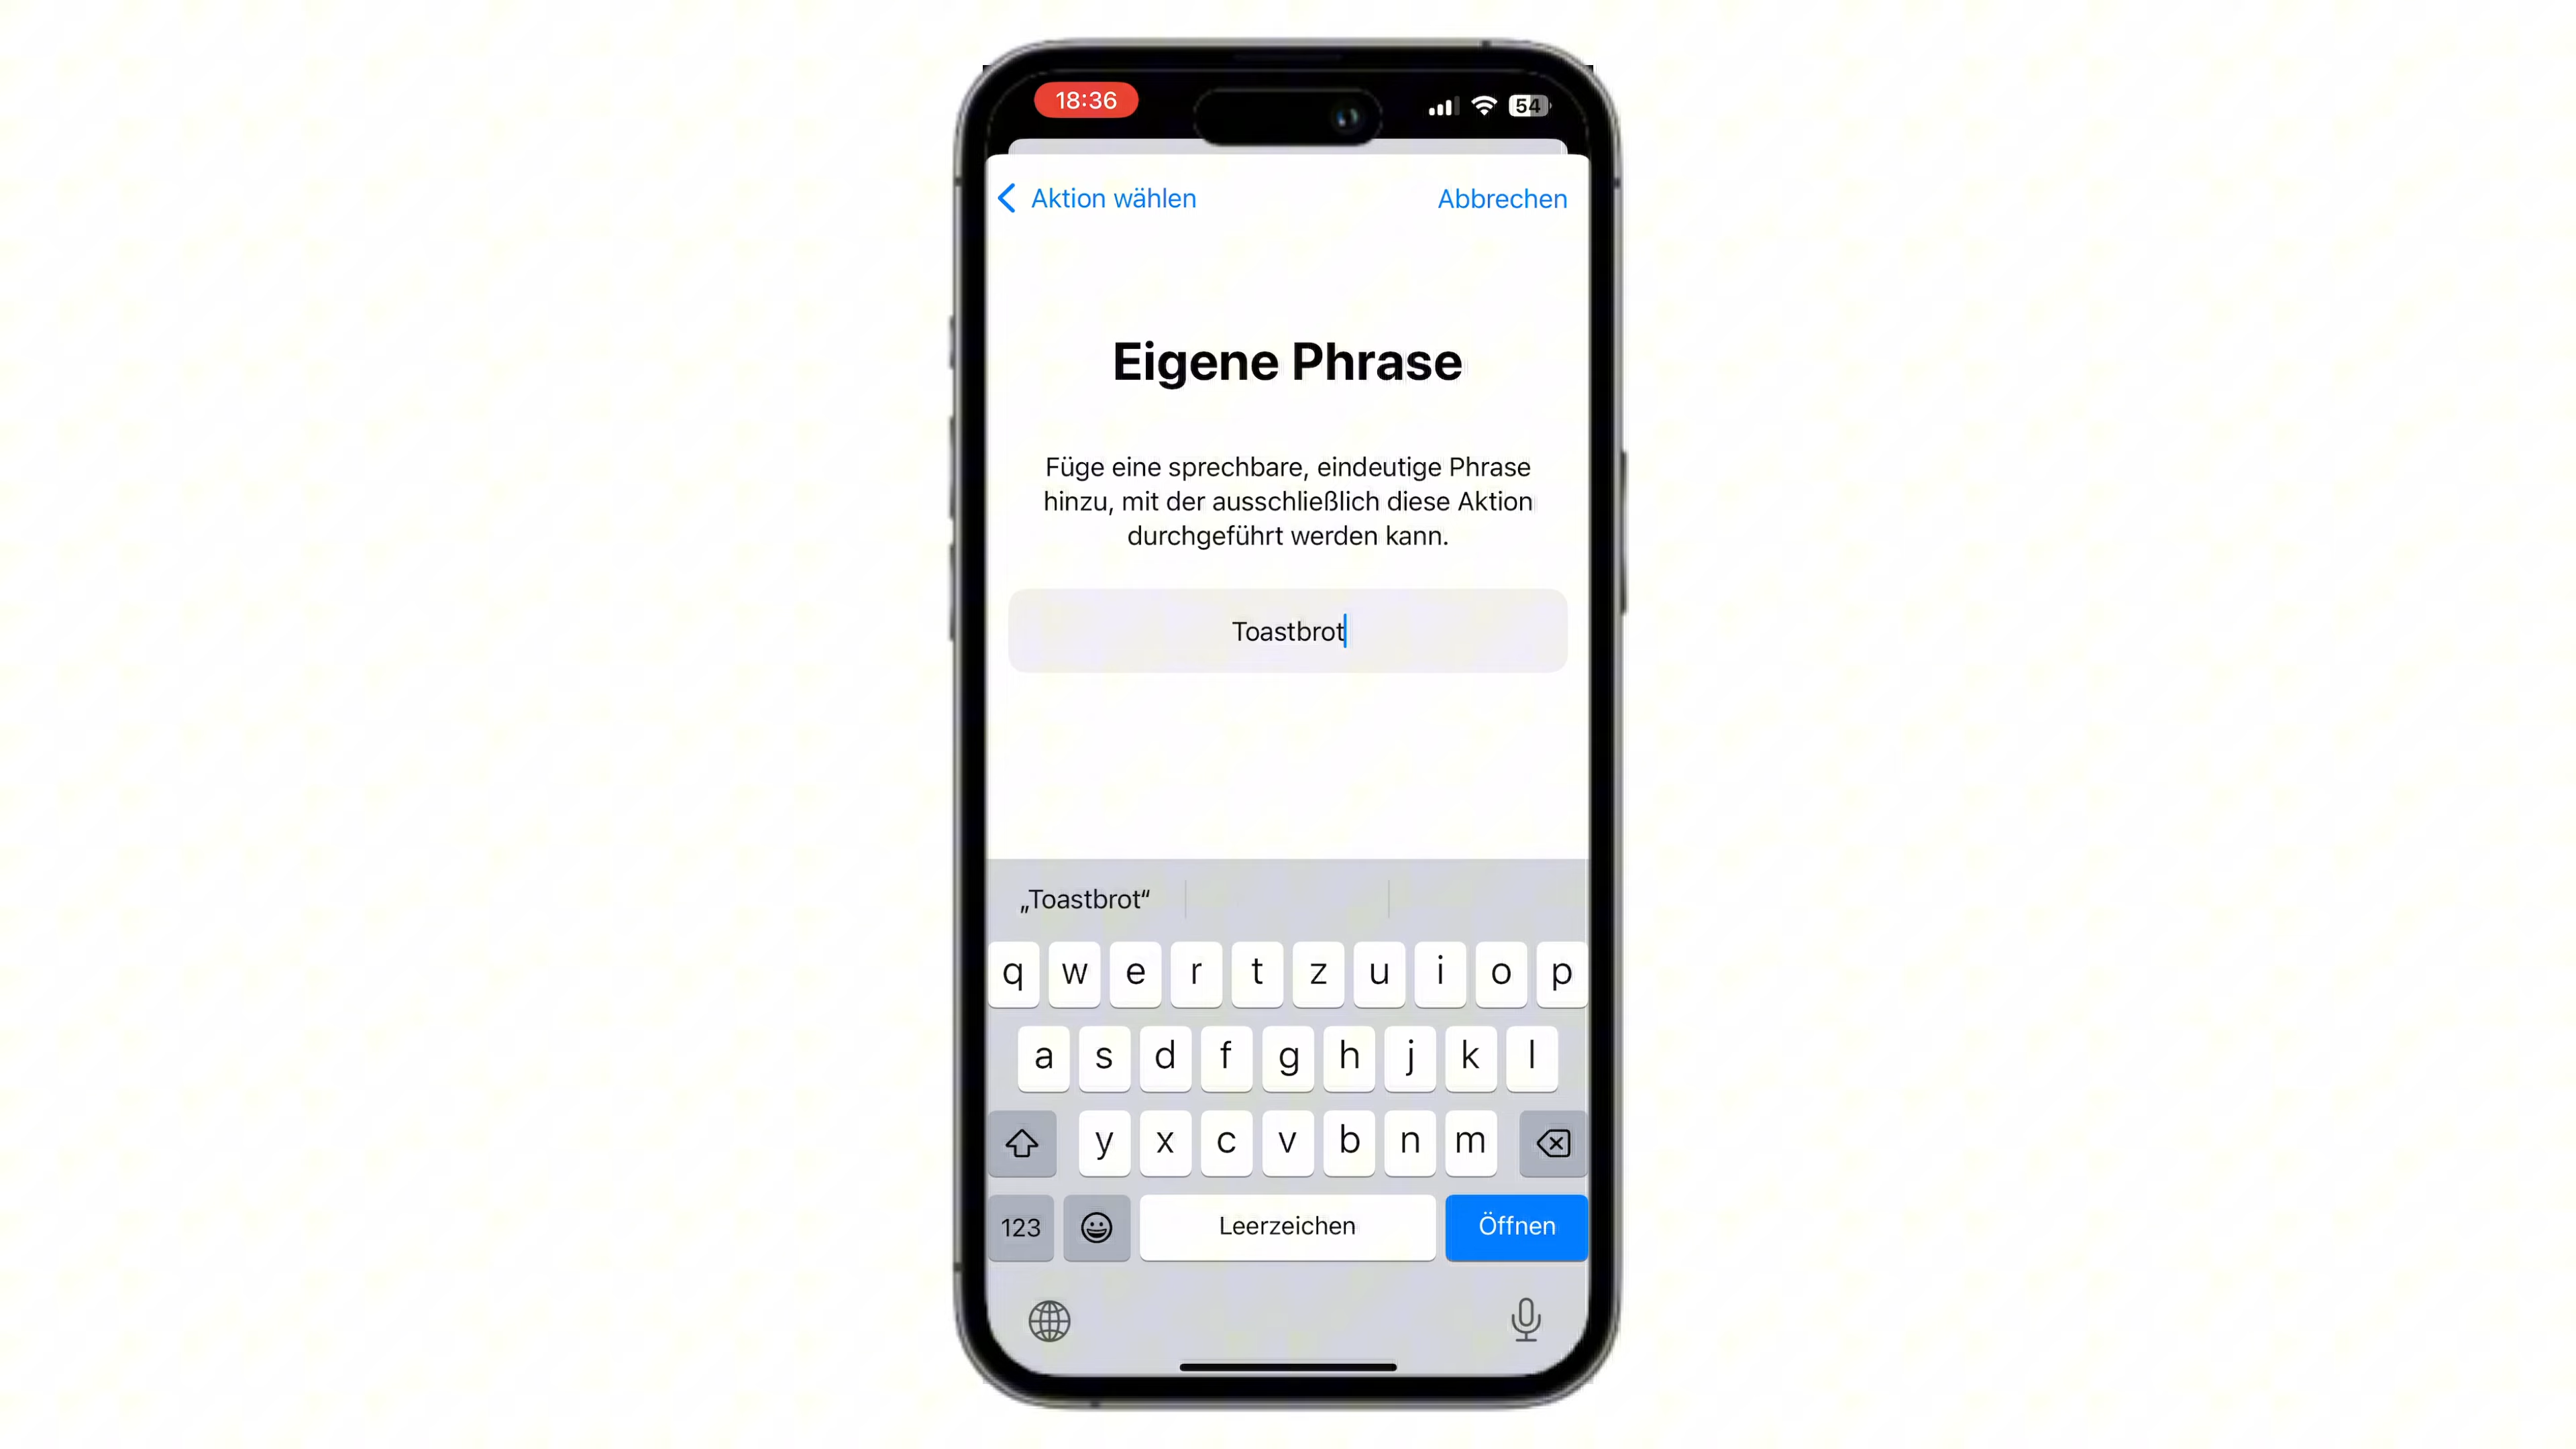 18:36
54
Aktion wählen
Abbrechen
Eigene Phrase
Füge eine sprechbare, eindeutige Phrase
hinzu, mit der ausschließlich diese Aktion
durchgeführt werden kann.
Toastbrot
„Toastbrot“
q w e r t z u i o p
a s d f g h j k l
y x c v b n m
123 Leerzeichen Öffnen